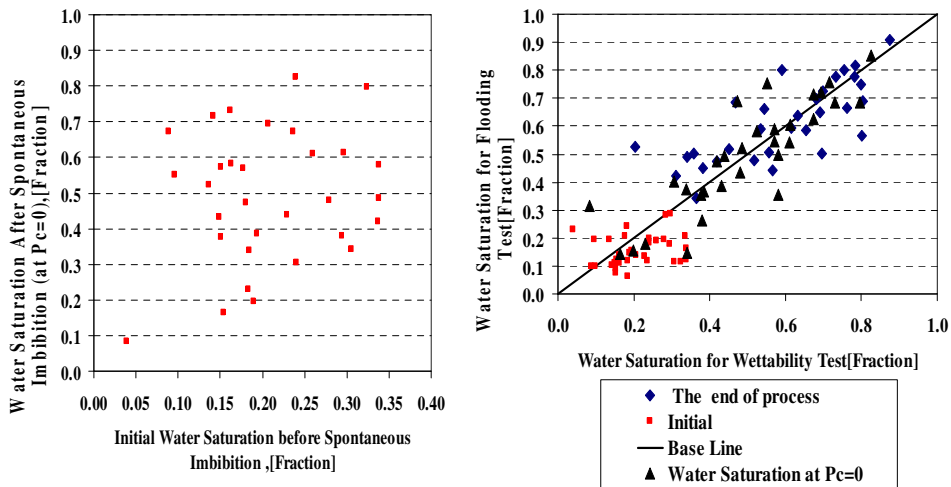 Water Saturation After Spontaneous
Imbibition (at Pc=0),[Fraction]
1.0
0.9
0.8
0.7
0.6
0.5
0.4
0.3
0.2
0.1
0.0
0.00 0.05 0.10 0.15 0.20 0.25 0.30 0.35 0.40
Initial Water Saturation before Spontaneous
Imbibition ,[Fraction]
Water Saturation for Flooding
Test[Fraction]
1.0
0.9
0.8
0.7
0.6
0.5
0.4
0.3
0.2
0.1
0.0
0.0 0.2 0.4 0.6 0.8 1.0
Water Saturation for Wettability Test[Fraction]
The end of process
Initial
Base Line
Water Saturation at Pc=0